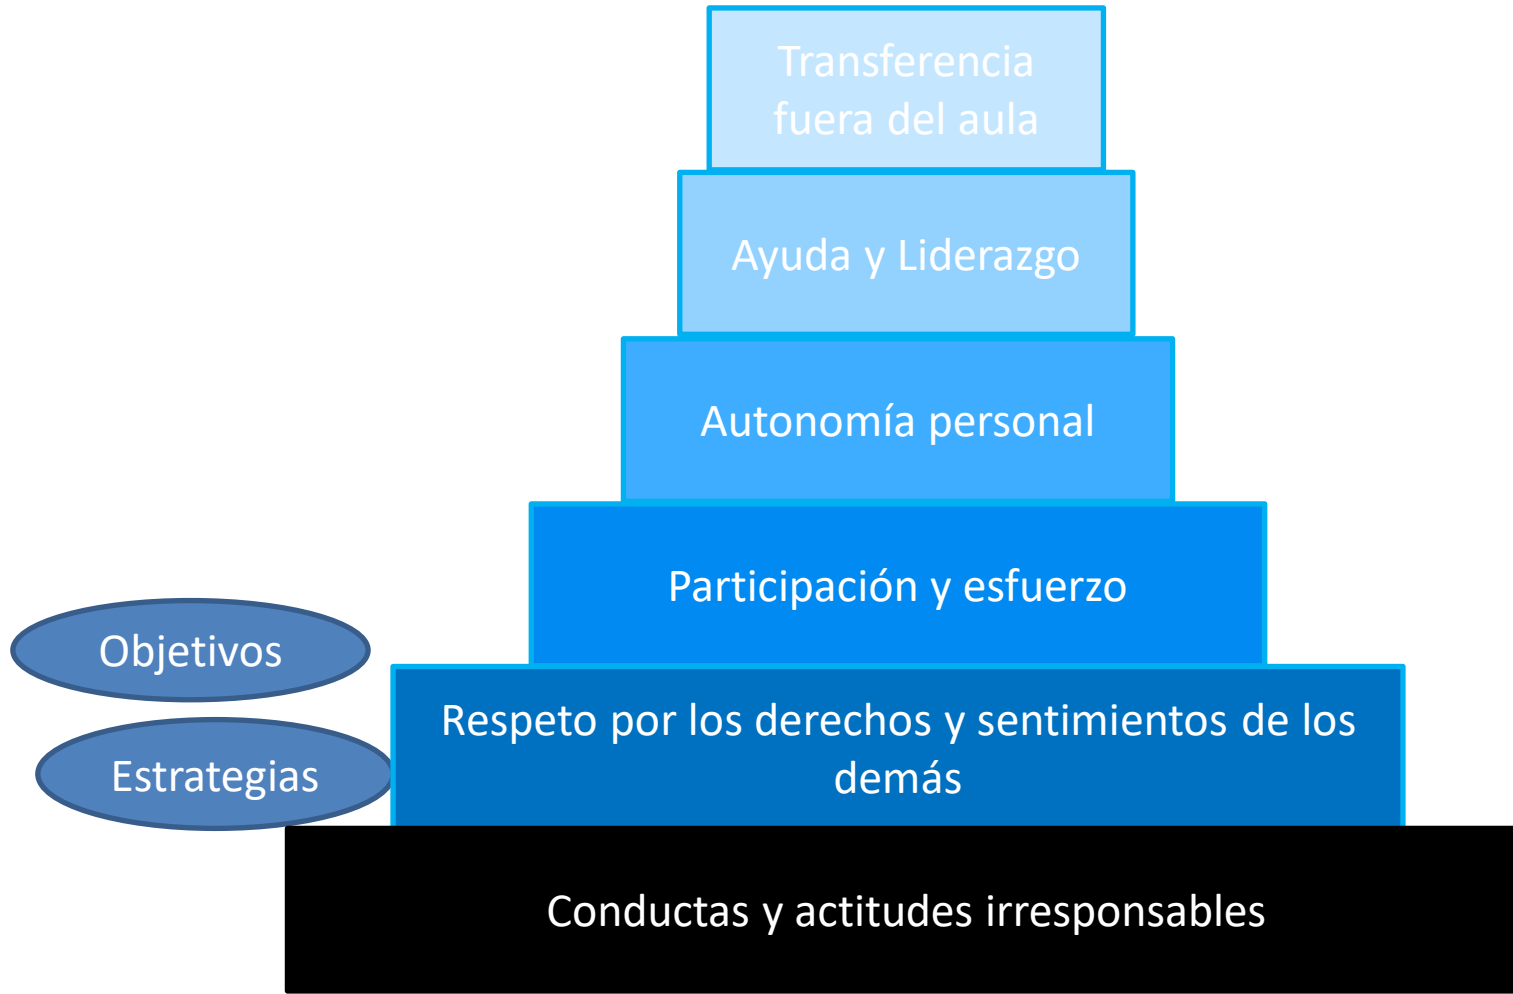 Transferencia
fuera del aula
Ayuda y Liderazgo
Autonomía personal
Participación y esfuerzo
Objetivos
Respeto por los derechos y sentimientos de los
demás
Estrategias
Conductas y actitudes irresponsables